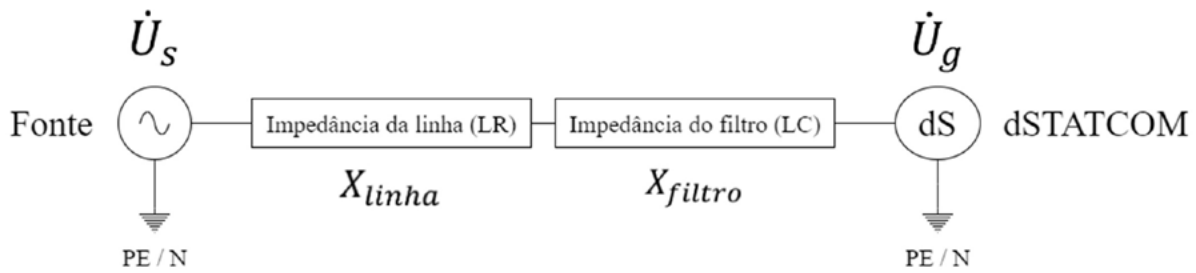 U̇ₛ
U̇g
Fonte
Impedância da linha (LR)
Impedância do filtro (LC)
dS
dSTATCOM
Xlinha
Xfiltro
PE / N
PE / N